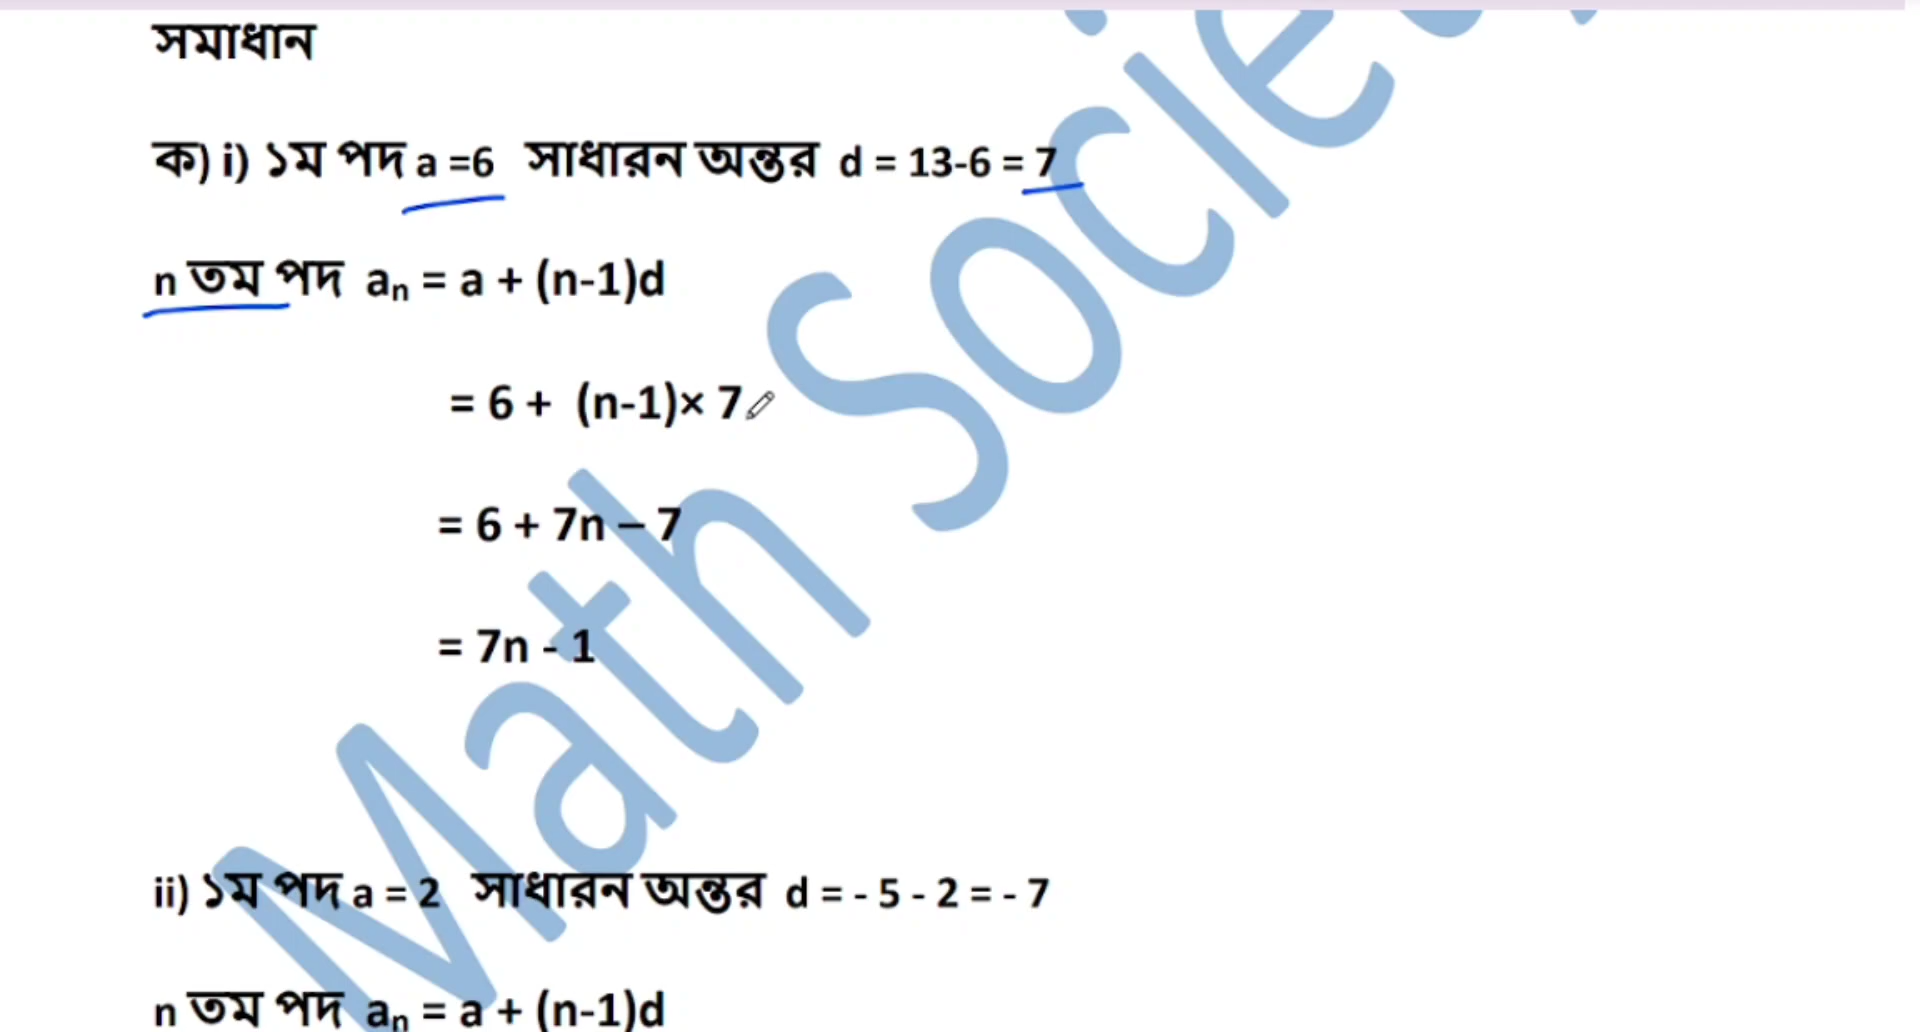 সমাধান
ক) i) ১ম পদ a =6 সাধারন অন্তর d = 13-6 = 7
n তম পদ aₙ = a + (n-1)d
= 6 + (n-1)× 7
= 6 + 7n – 7
= 7n - 1
ii) ১ম পদ a = 2 সাধারন অন্তর d = - 5 - 2 = - 7
n তম পদ aₙ = a + (n-1)d
Math Society